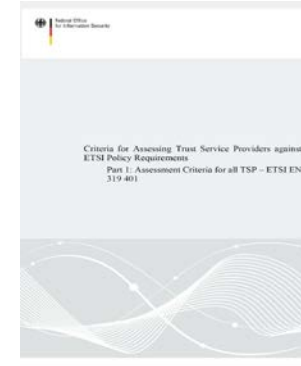 Federal Office
for Information Security
Criteria for Assessing Trust Service Providers against
ETSI Policy Requirements
Part 1: Assessment Criteria for all TSP – ETSI EN
319 401